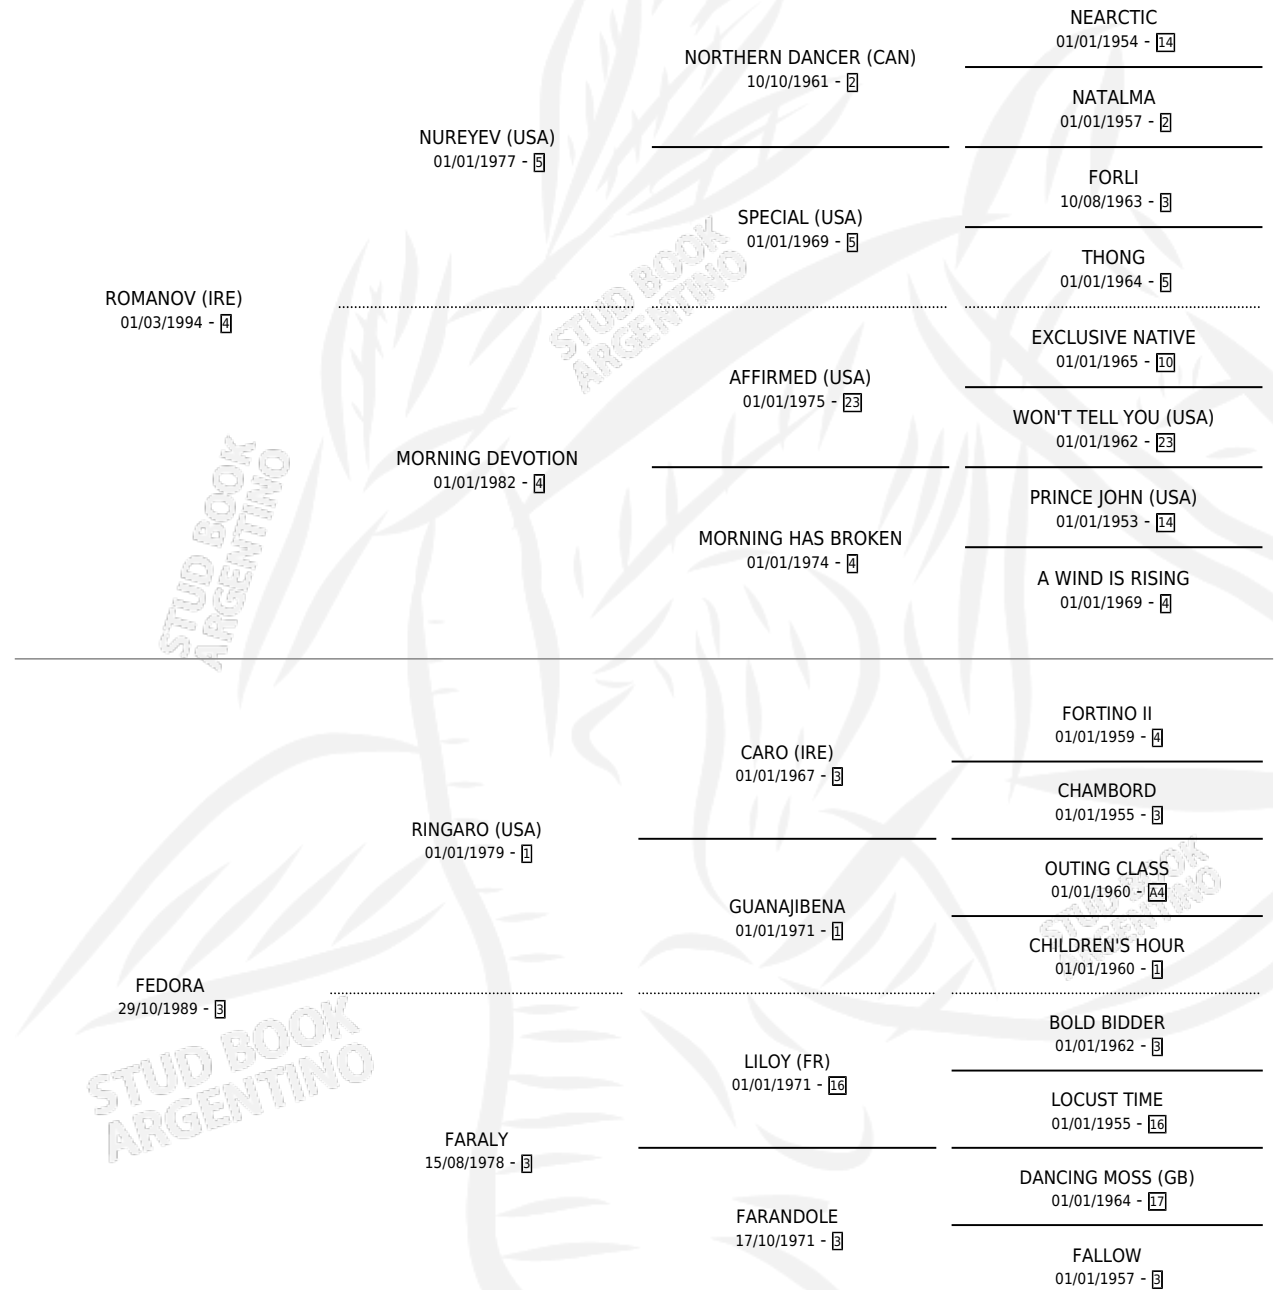 NEARCTIC
01/01/1954 - 14
NORTHERN DANCER (CAN)
10/10/1961 - 2
NATALMA
01/01/1957 - 2
NUREYEV (USA)
01/01/1977 - 5
FORLI
10/08/1963 - 3
SPECIAL (USA)
01/01/1969 - 5
THONG
01/01/1964 - 5
ROMANOV (IRE)
01/03/1994 - 4
EXCLUSIVE NATIVE
01/01/1965 - 10
AFFIRMED (USA)
01/01/1975 - 23
WON'T TELL YOU (USA)
01/01/1962 - 23
MORNING DEVOTION
01/01/1982 - 4
PRINCE JOHN (USA)
01/01/1953 - 14
MORNING HAS BROKEN
01/01/1974 - 4
A WIND IS RISING
01/01/1969 - 4
STUD BOOK
ARGENTINO
STUD BOOK
ARGENTINO
FORTINO II
01/01/1959 - 4
CARO (IRE)
01/01/1967 - 3
CHAMBORD
01/01/1955 - 3
RINGARO (USA)
01/01/1979 - 1
OUTING CLASS
01/01/1960 - A4
GUANAJIBENA
01/01/1971 - 1
CHILDREN'S HOUR
01/01/1960 - 1
FEDORA
29/10/1989 - 3
BOLD BIDDER
01/01/1962 - 3
LILOY (FR)
01/01/1971 - 16
LOCUST TIME
01/01/1955 - 16
FARALY
15/08/1978 - 3
DANCING MOSS (GB)
01/01/1964 - 17
FARANDOLE
17/10/1971 - 3
FALLOW
01/01/1957 - 3
STUD BOOK
ARGENTINO
STUD BOOK
ARGENTINO